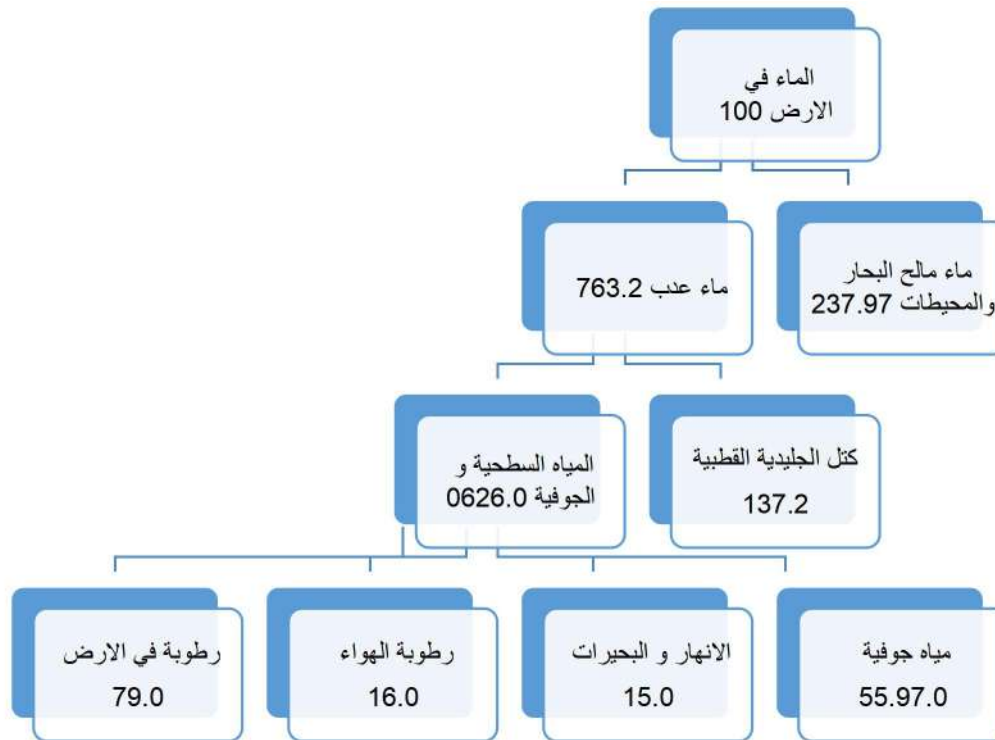 الماء في
الارض 100
ماء مالح البحار
والمحيطات 237.97
ماء عدب 763.2
كتل الجليدية القطبية
137.2
المياه السطحية و
الجوفية 0626.0
مياه جوفية
55.97.0
الانهار و البحيرات
15.0
رطوبة الهواء
16.0
رطوبة في الارض
79.0